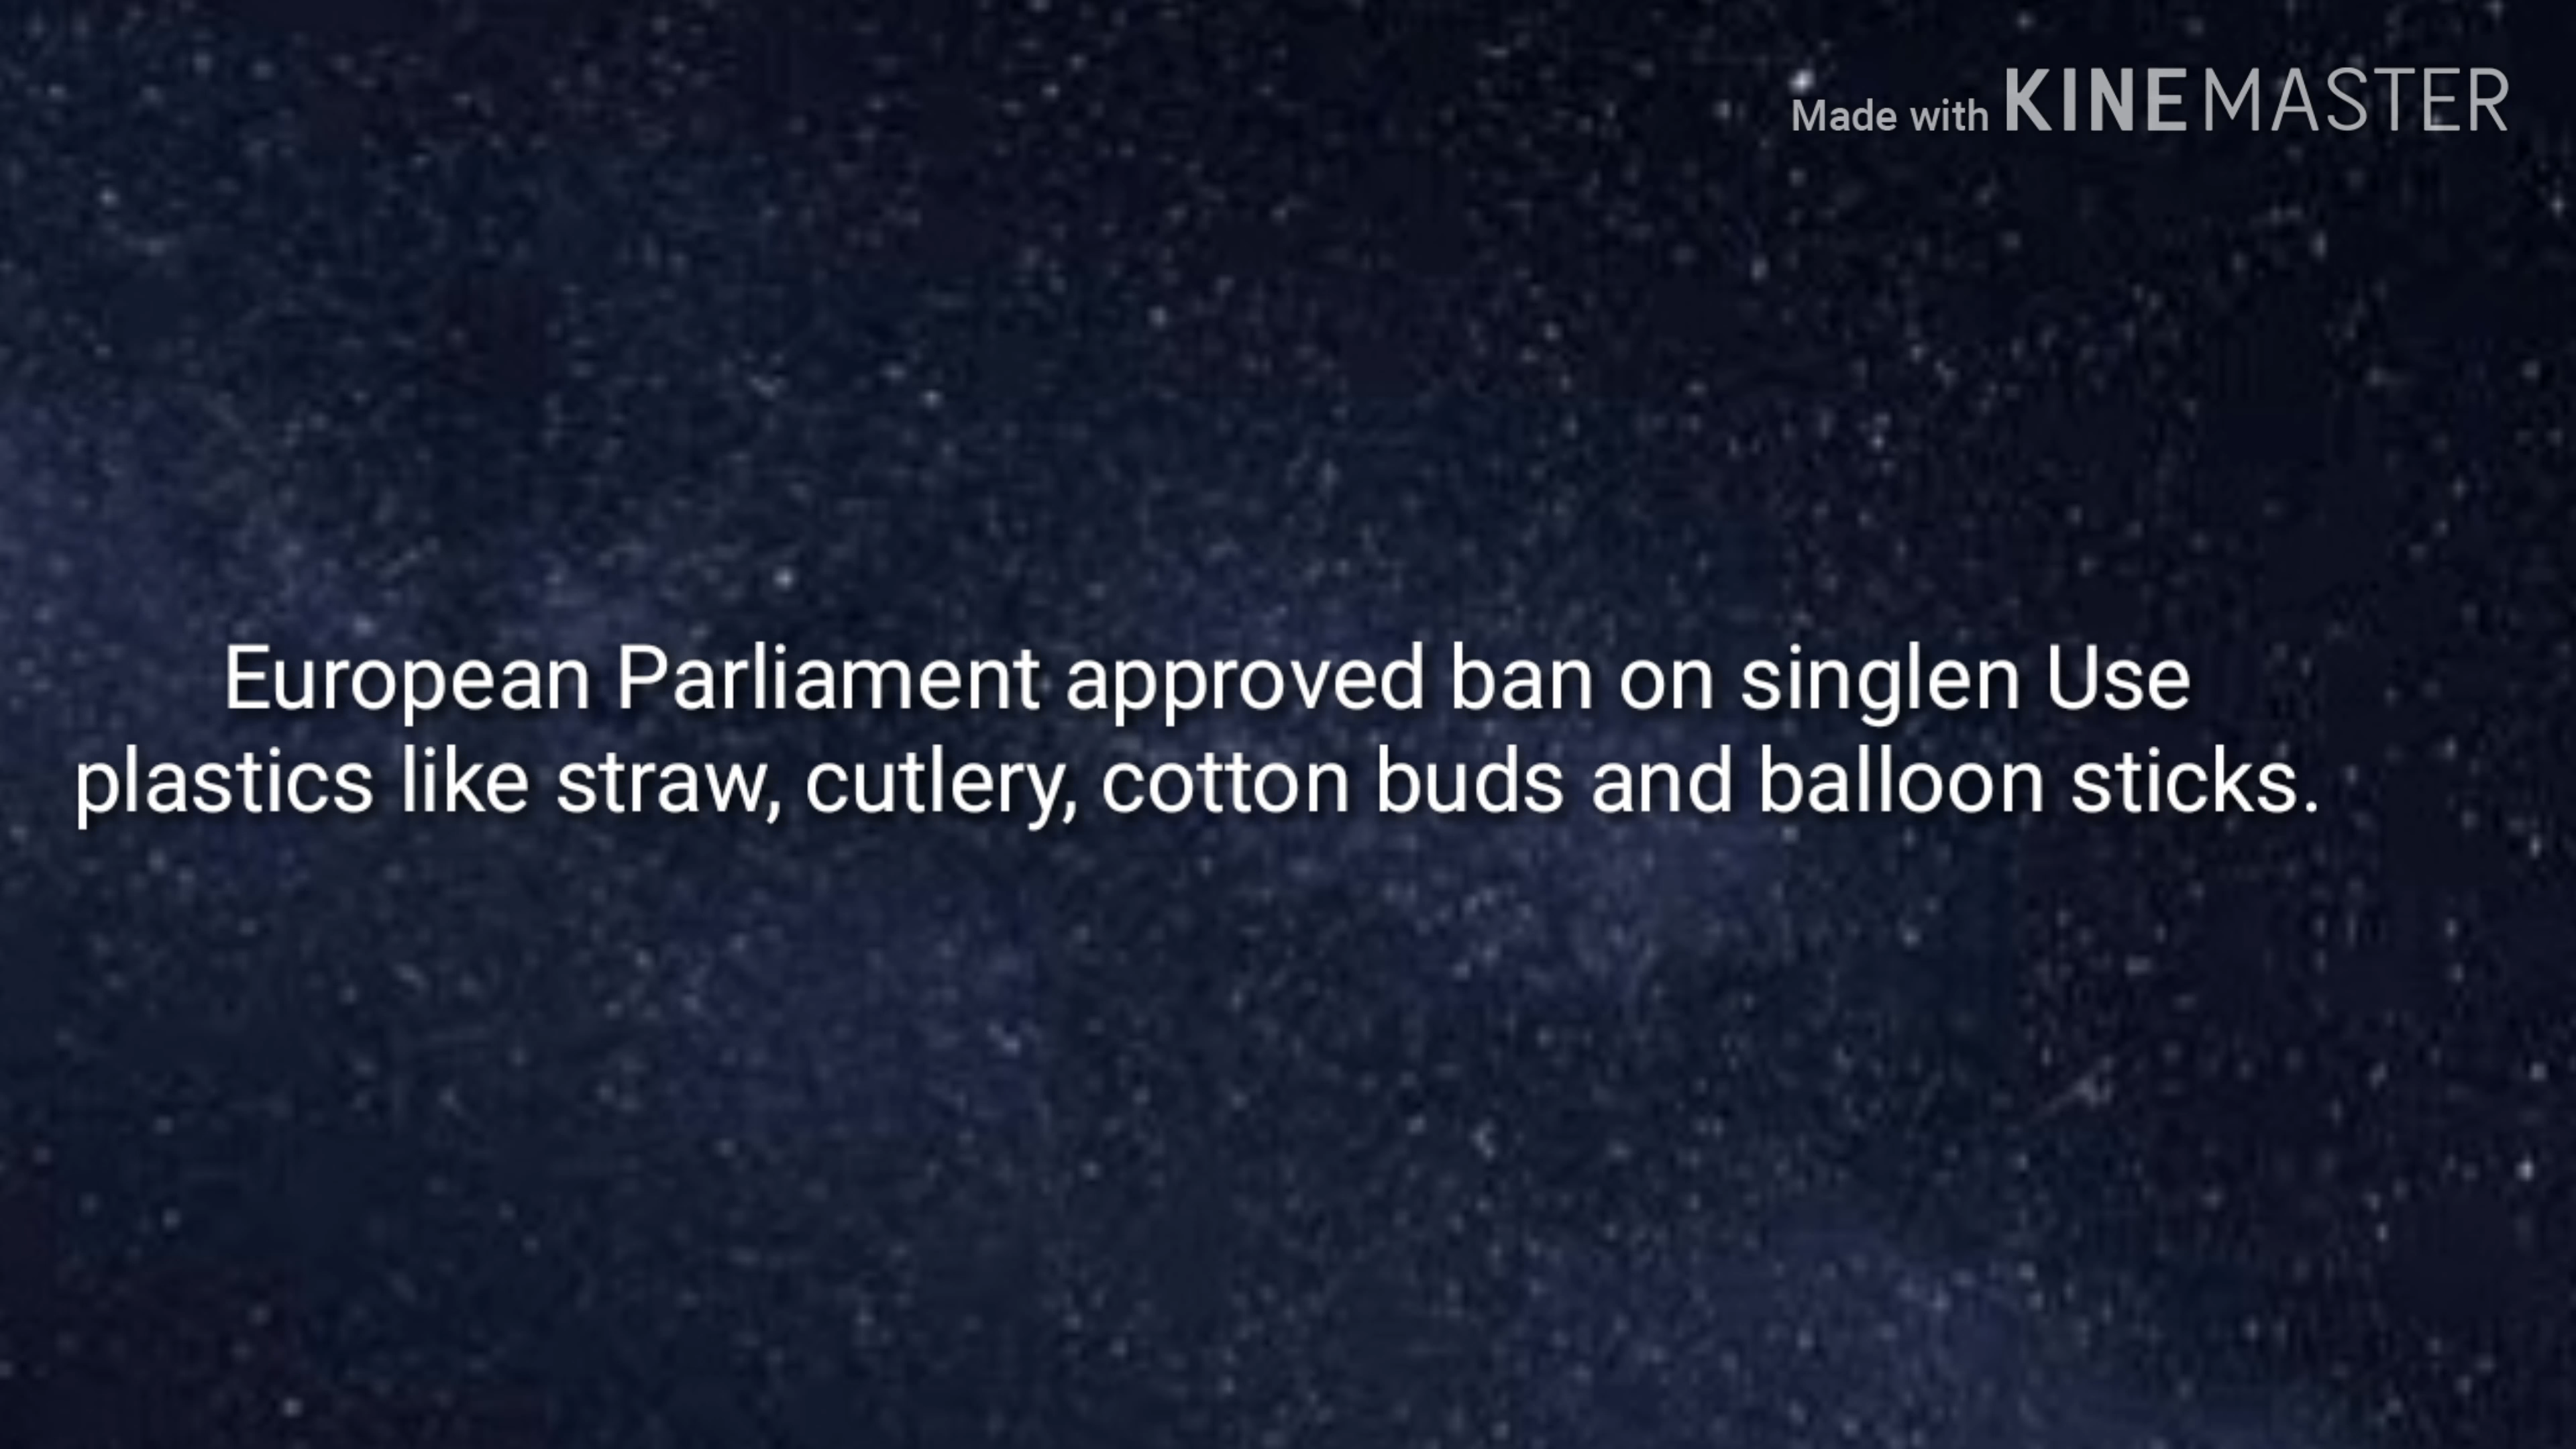 Made with KINEMASTER
European Parliament approved ban on singlen Use
plastics like straw, cutlery, cotton buds and balloon sticks.